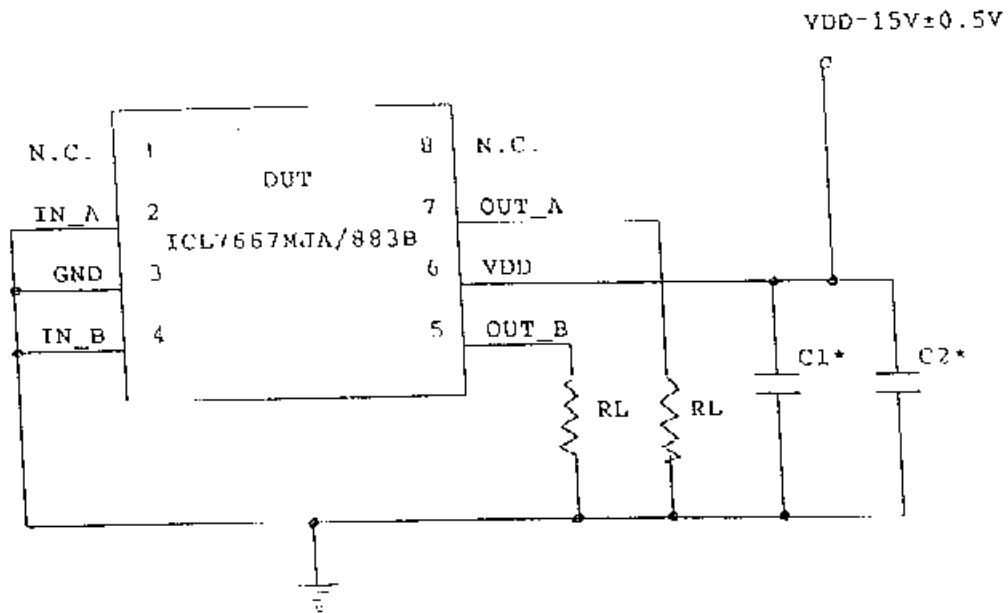 VDD-15V±0.5V
N.C. 1
8 N.C.
DUT
IN_A 2
7 OUT_A
ICL7667MJA/883B
GND 3
6 VDD
IN_B 4
5 OUT_B
C1*
C2*
RL
RL